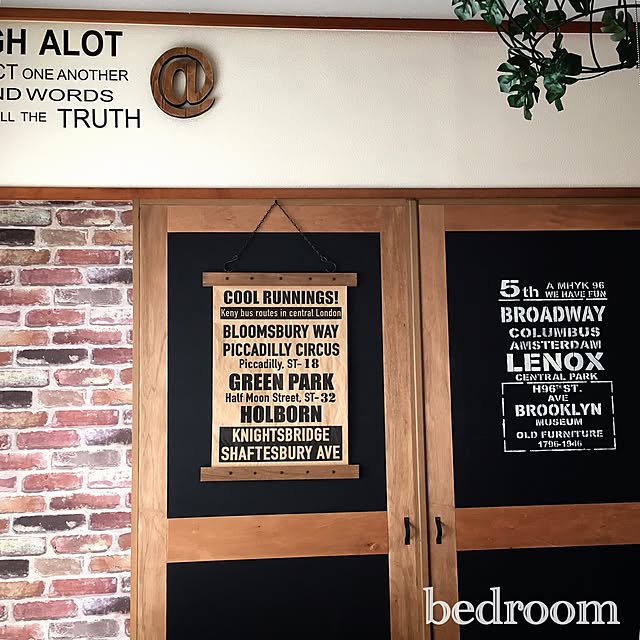 GH ALOT
CT ONE ANOTHER
ND WORDS
LL THE TRUTH
@
COOL RUNNINGS!
Keny bus routes in central London
BLOOMSBURY WAY
PICCADILLY CIRCUS
Piccadilly, ST- 18
GREEN PARK
Half Moon Street, ST- 32
HOLBORN
KNIGHTSBRIDGE
SHAFTESBURY AVE
5th A MHYK 96
WE HAVE FUN
BROADWAY
COLUMBUS
AMSTERDAM
LENOX
CENTRAL PARK
H96TH ST.
AVE
BROOKLYN
MUSEUM
OLD FURNITURE
1796-1946
bedroom